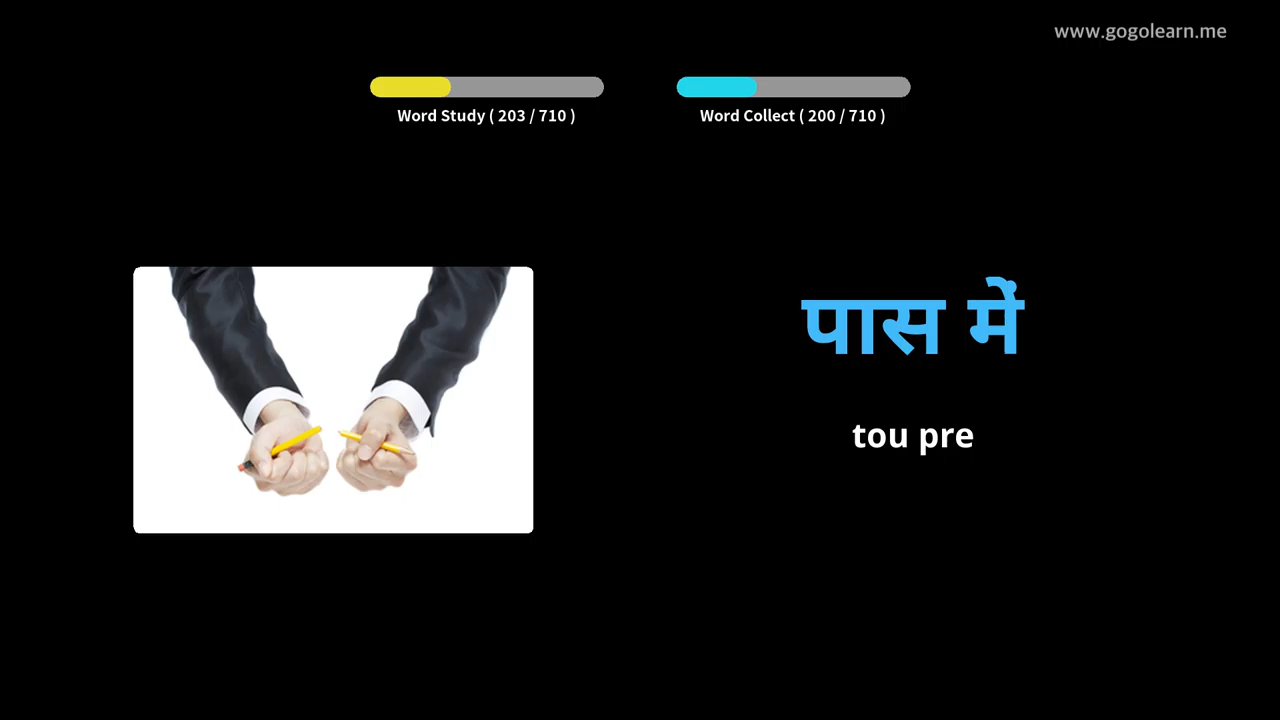 www.gogolearn.me
Word Study ( 203 / 710 )
Word Collect ( 200 / 710 )
पास में
tou pre